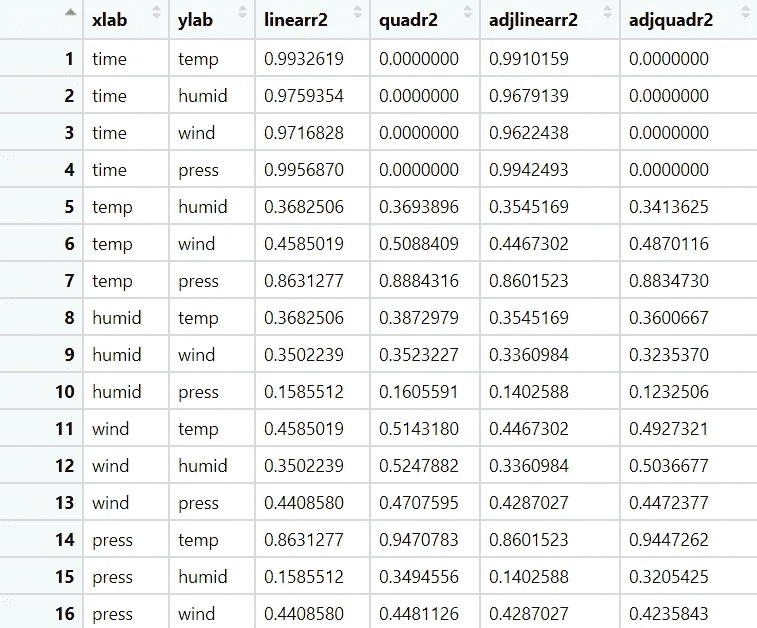 xlab ylab linearr2 quadr2 adjlinearr2 adjquadr2
1 time temp 0.9932619 0.0000000 0.9910159 0.0000000
2 time humid 0.9759354 0.0000000 0.9679139 0.0000000
3 time wind 0.9716828 0.0000000 0.9622438 0.0000000
4 time press 0.9956870 0.0000000 0.9942493 0.0000000
5 temp humid 0.3682506 0.3693896 0.3545169 0.3413625
6 temp wind 0.4585019 0.5088409 0.4467302 0.4870116
7 temp press 0.8631277 0.8884316 0.8601523 0.8834730
8 humid temp 0.3682506 0.3872979 0.3545169 0.3600667
9 humid wind 0.3502239 0.3523227 0.3360984 0.3235370
10 humid press 0.1585512 0.1605591 0.1402588 0.1232506
11 wind temp 0.4585019 0.5143180 0.4467302 0.4927321
12 wind humid 0.3502239 0.5247882 0.3360984 0.5036677
13 wind press 0.4408580 0.4707595 0.4287027 0.4472377
14 press temp 0.8631277 0.9470783 0.8601523 0.9447262
15 press humid 0.1585512 0.3494556 0.1402588 0.3205425
16 press wind 0.4408580 0.4481126 0.4287027 0.4235843